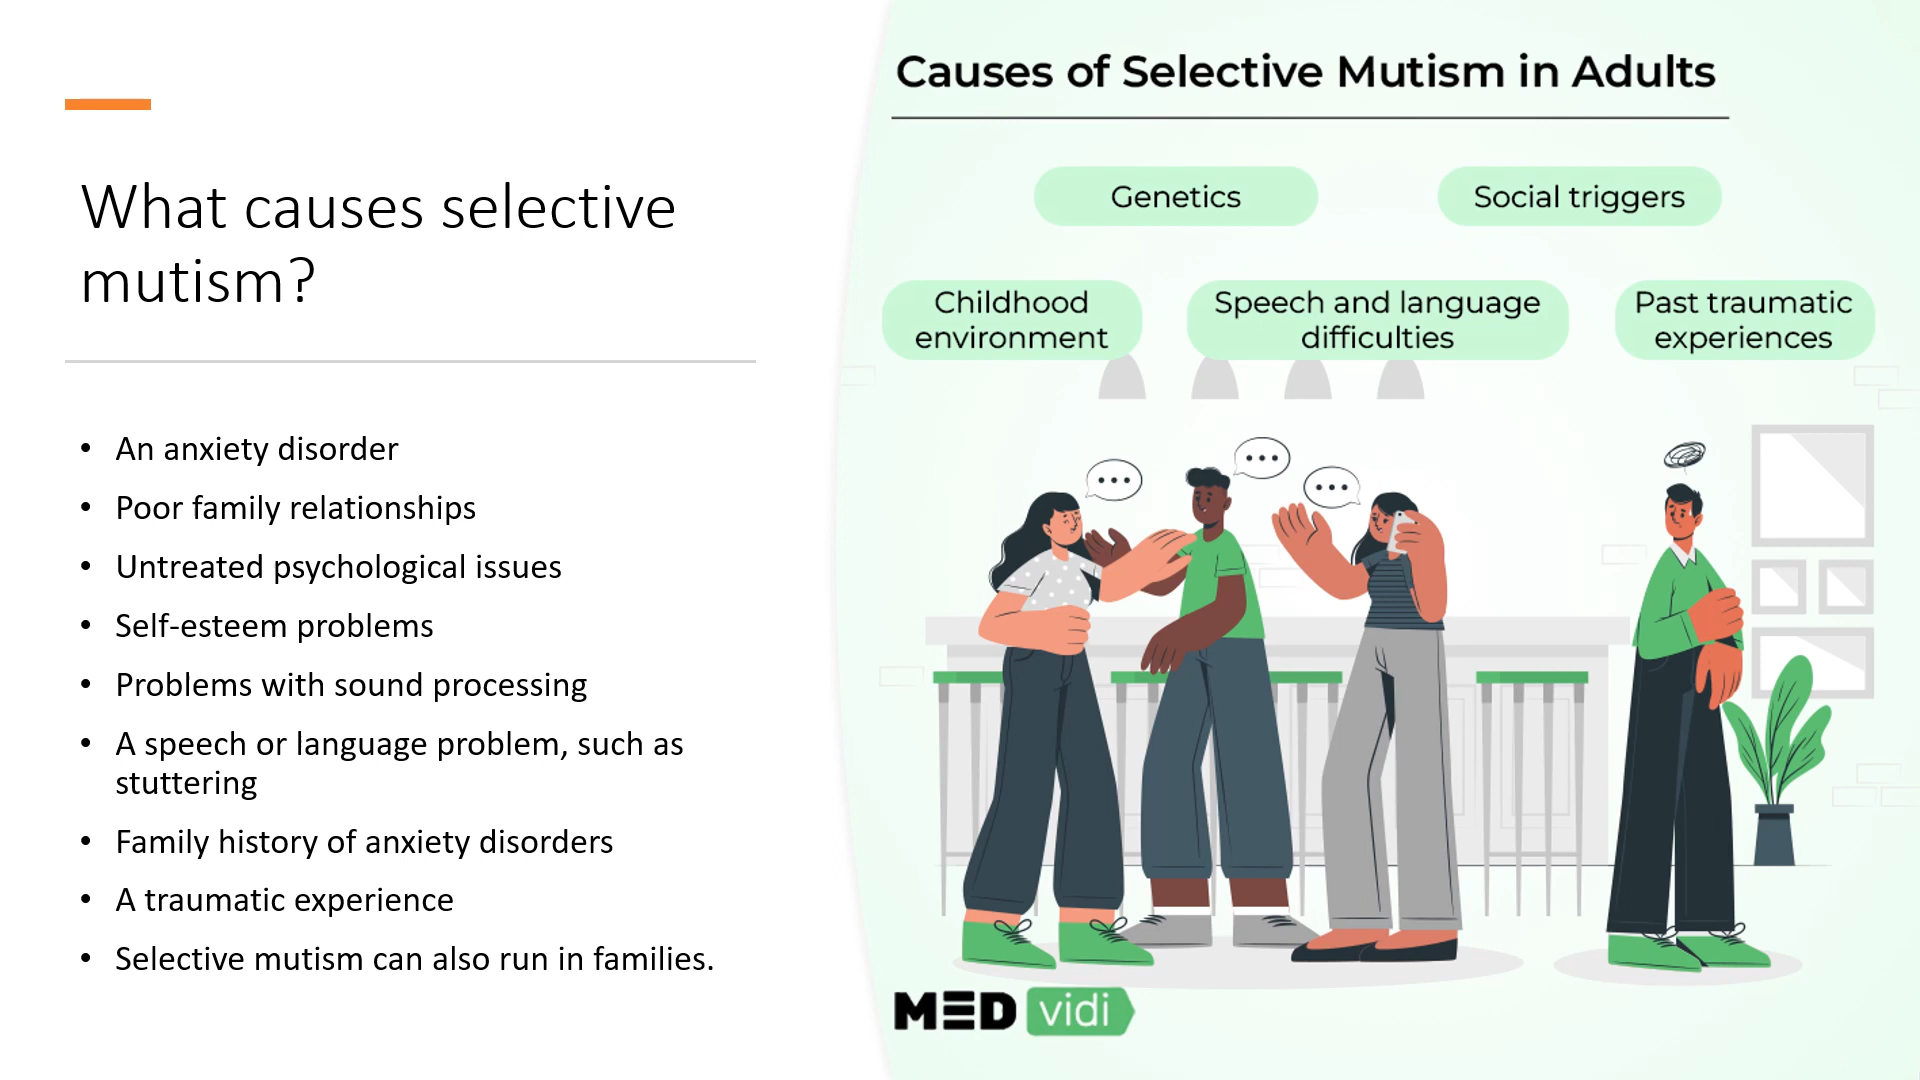 What causes selective
mutism?
• An anxiety disorder
• Poor family relationships
• Untreated psychological issues
• Self-esteem problems
• Problems with sound processing
• A speech or language problem, such as
stuttering
• Family history of anxiety disorders
• A traumatic experience
• Selective mutism can also run in families.
Causes of Selective Mutism in Adults
Genetics
Social triggers
Childhood
environment
Speech and language
difficulties
Past traumatic
experiences
MED vidi